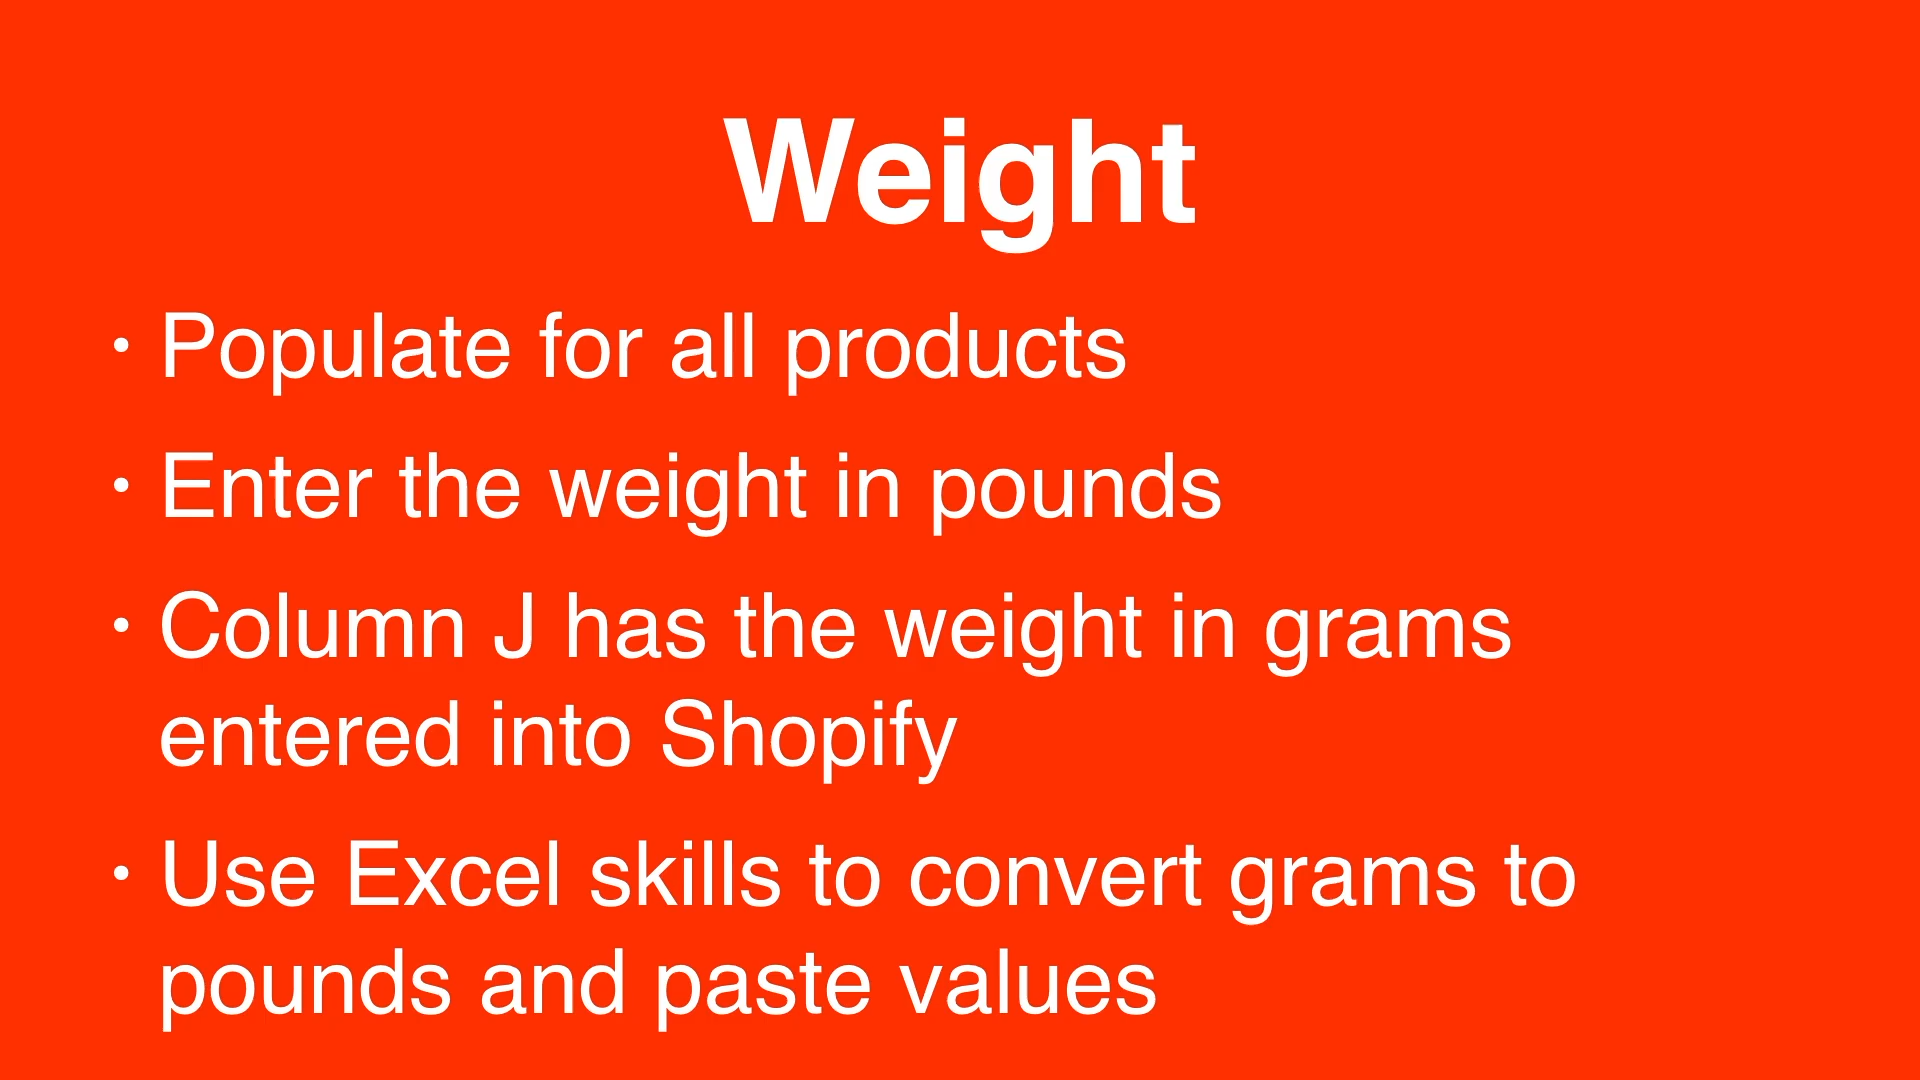 Weight
• Populate for all products
• Enter the weight in pounds
• Column J has the weight in grams
entered into Shopify
• Use Excel skills to convert grams to
pounds and paste values